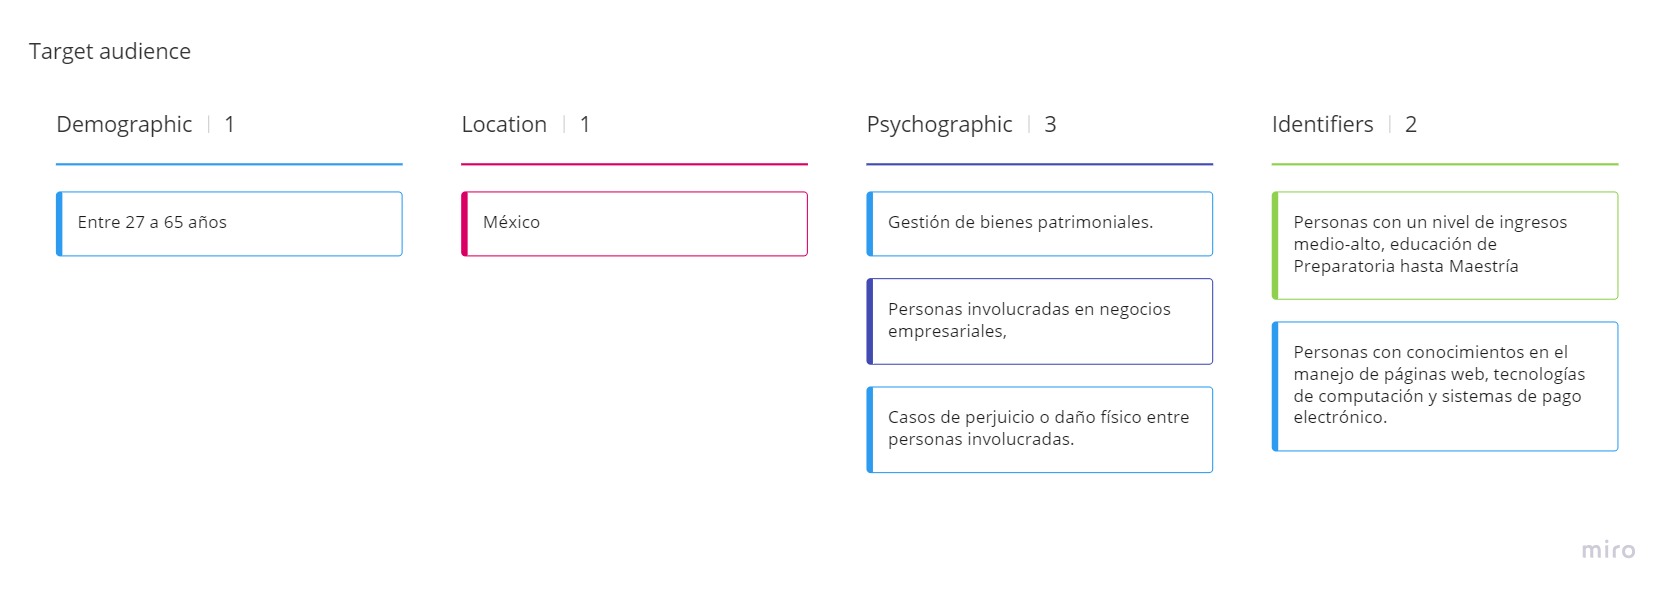 Target audience
Demographic | 1
Entre 27 a 65 años
Location | 1
México
Psychographic | 3
Gestión de bienes patrimoniales.
Personas involucradas en negocios
empresariales,
Casos de perjuicio o daño físico entre
personas involucradas.
Identifiers | 2
Personas con un nivel de ingresos
medio-alto, educación de
Preparatoria hasta Maestría
Personas con conocimientos en el
manejo de páginas web, tecnologías
de computación y sistemas de pago
electrónico.
miro